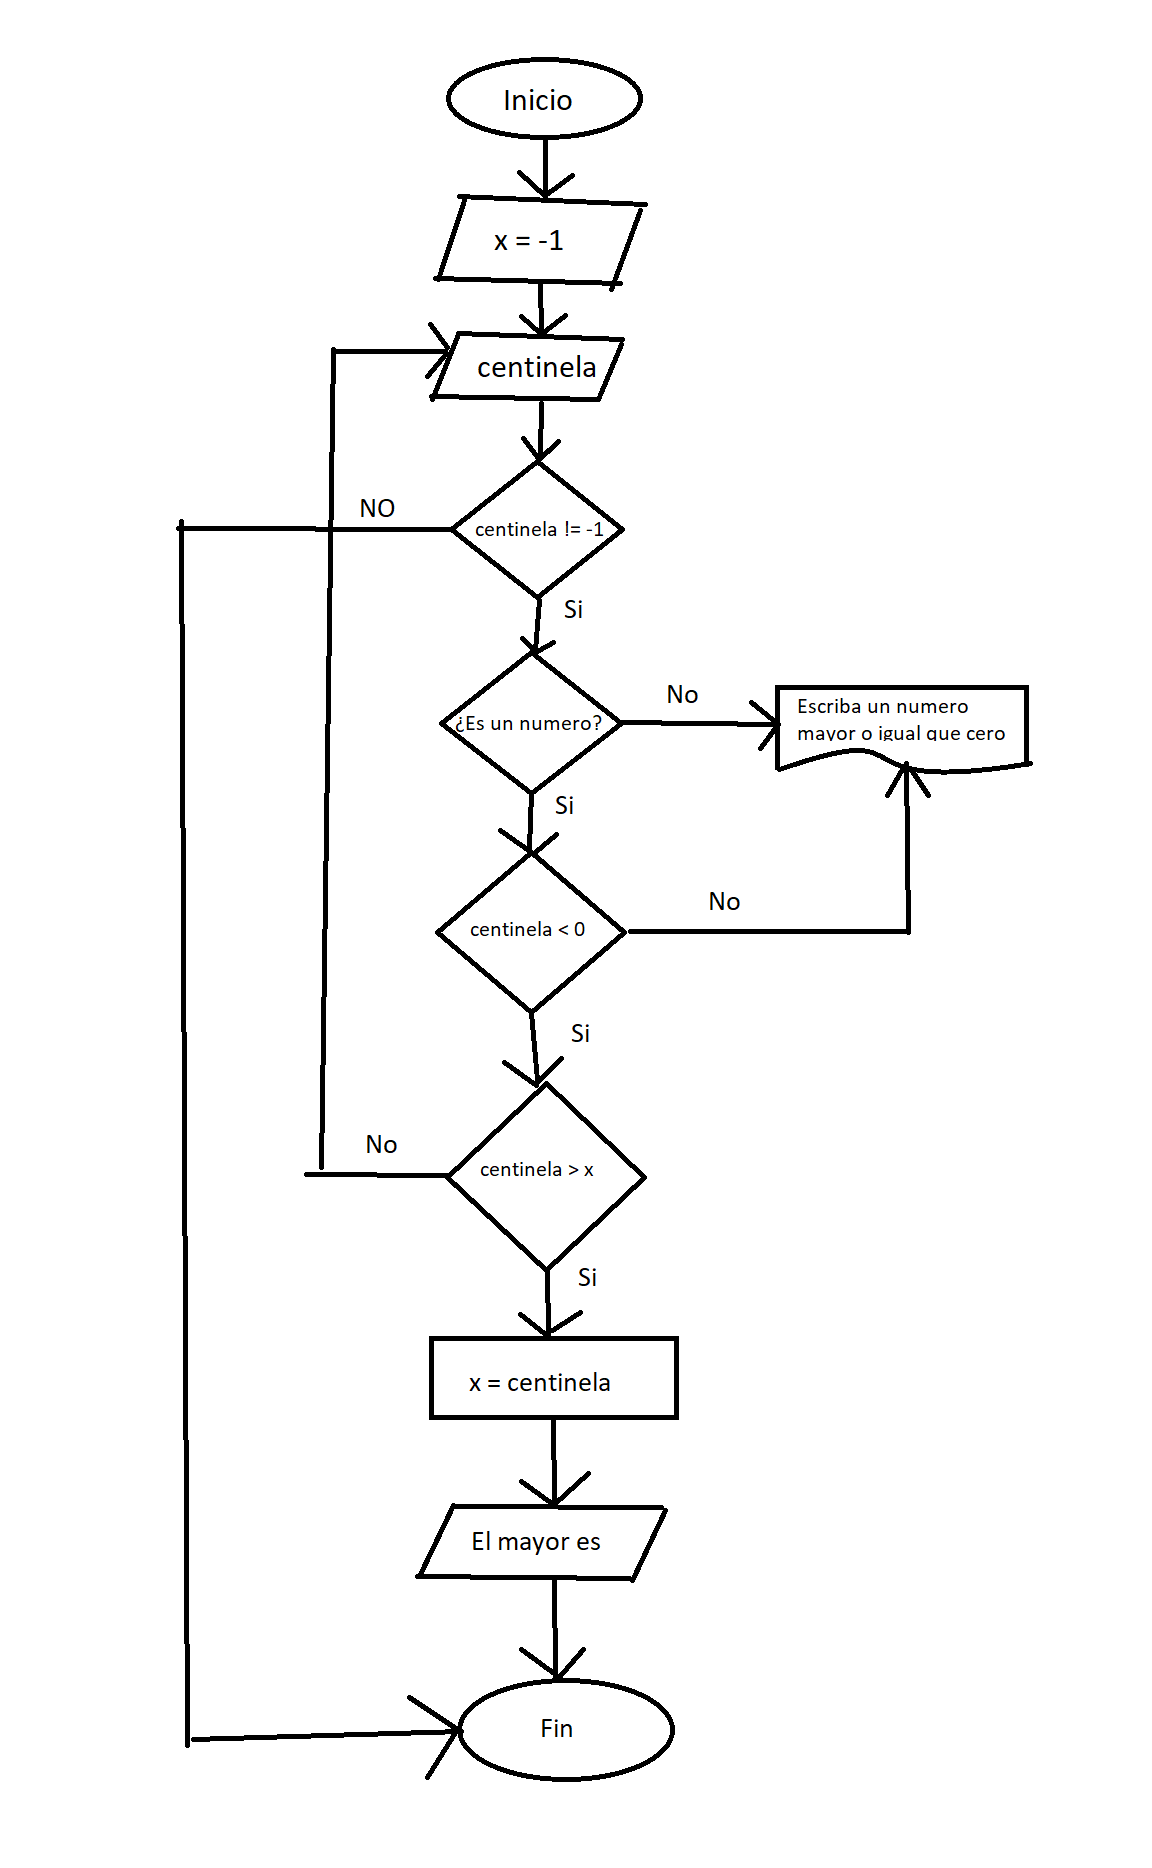 Inicio
x = -1
centinela
NO
centinela != -1
Si
¿Es un numero?
No
Escriba un numero
mayor o igual que cero
Si
centinela < 0
No
Si
No
centinela > x
Si
x = centinela
El mayor es
Fin